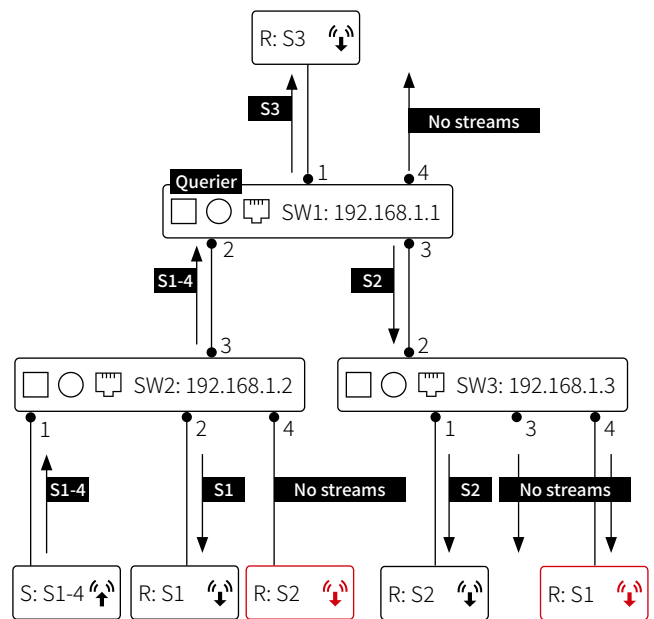 R: S3
S3
No streams
1
4
Querier
SW1: 192.168.1.1
2
3
S1-4
S2
3
2
SW2: 192.168.1.2
SW3: 192.168.1.3
1
2
4
1
3
4
S1-4
S1
No streams
S2
No streams
S: S1-4
R: S1
R: S2
R: S2
R: S1